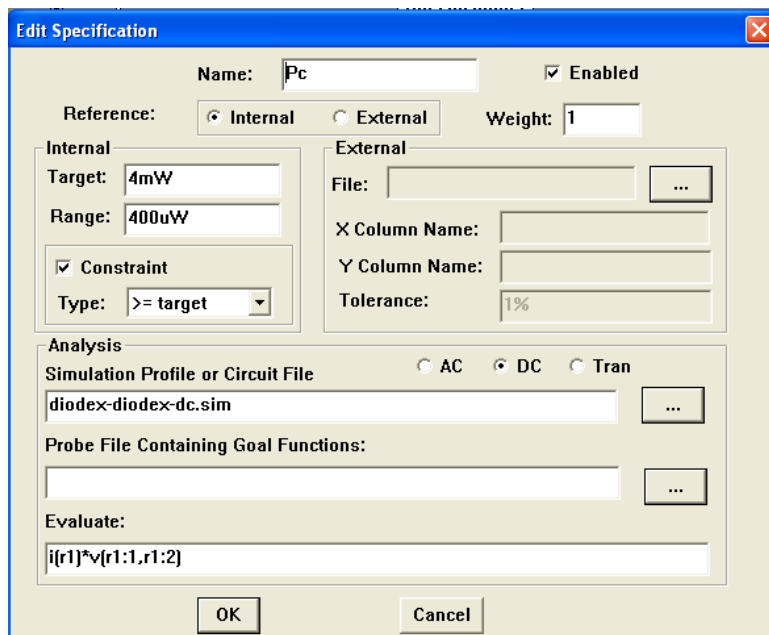 Edit Specification
Name: Pc Enabled
Reference: Internal External Weight: 1
Internal
Target: 4mW
Range: 400uW
Constraint
Type: >= target
External
File: ...
X Column Name:
Y Column Name:
Tolerance: 1%
Analysis
AC DC Tran
Simulation Profile or Circuit File
diodex-diodex-dc.sim ...
Probe File Containing Goal Functions:
...
Evaluate:
i(r1)*v(r1:1,r1:2)
OK Cancel